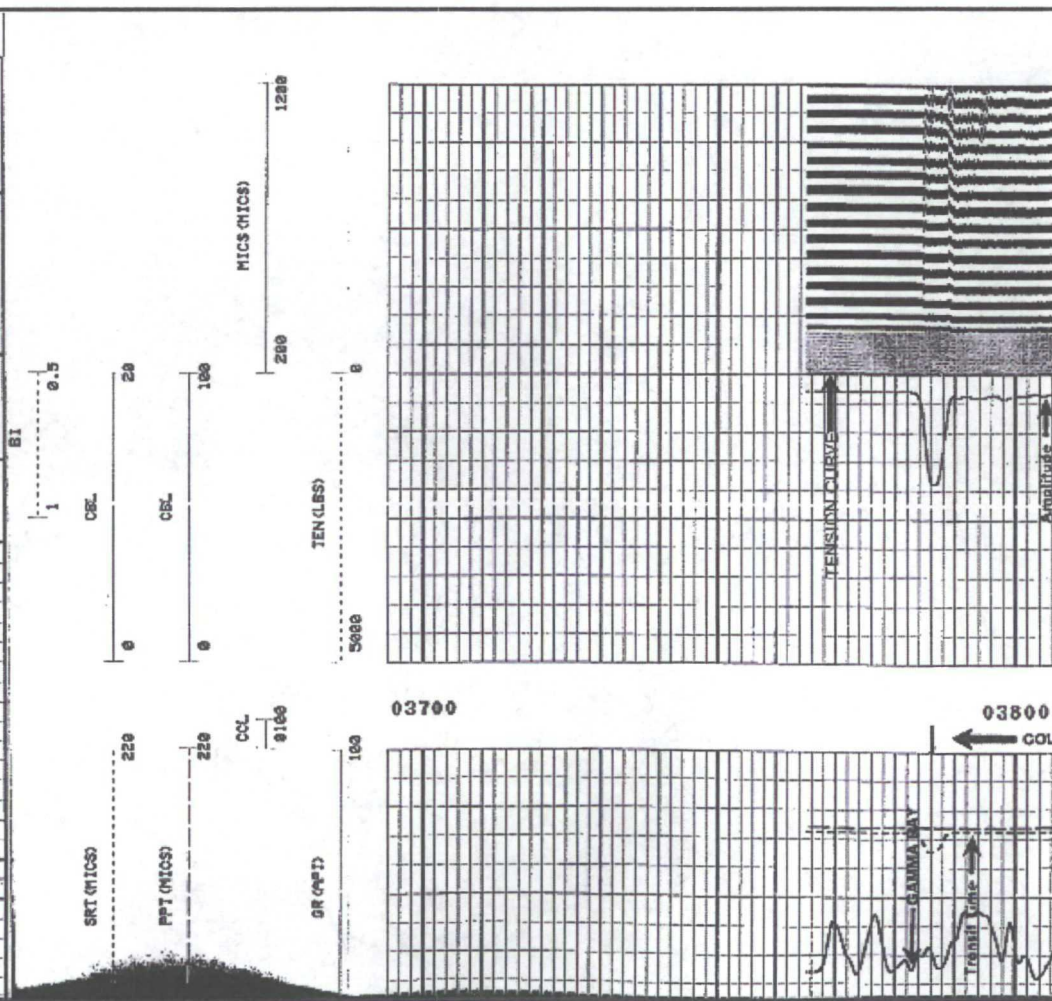 BI
1 0.5
CBL
0 20
CBL
0 100
MICS (MICS)
200 1200
TEN(LBS)
5000 0
SRT(MICS)
220
PPT(MICS)
220
CCL
0100
GR(API)
100
03700
03800
TENSION CURVE
Amplitude
COL
GAMMA RAY
Transit time